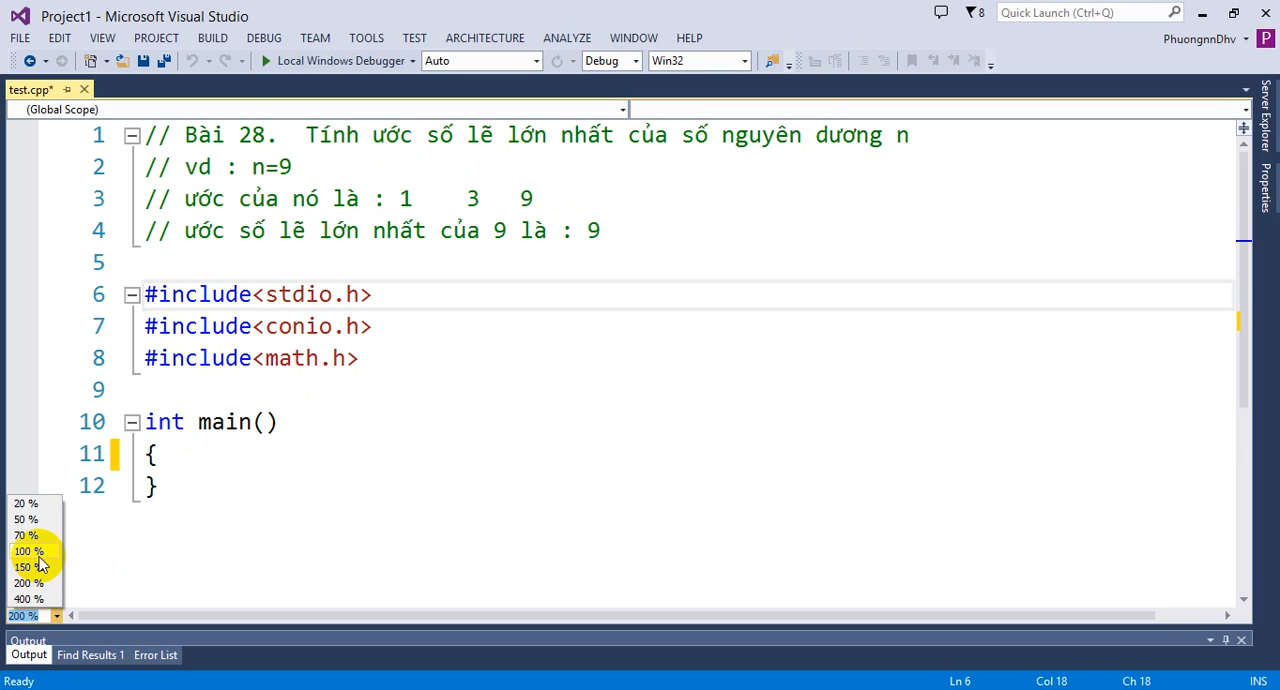 Project1 - Microsoft Visual Studio
8
Quick Launch (Ctrl+Q)
FILE EDIT VIEW PROJECT BUILD DEBUG TEAM TOOLS TEST ARCHITECTURE ANALYZE WINDOW HELP
PhuongnnDhv P
Local Windows Debugger Auto Debug Win32
test.cpp*
(Global Scope)
Server Explorer
Properties
1 // Bài 28. Tính ước số lẽ lớn nhất của số nguyên dương n
2 // vd : n=9
3 // ước của nó là : 1 3 9
4 // ước số lẽ lớn nhất của 9 là : 9
5
6 #include<stdio.h>
7 #include<conio.h>
8 #include<math.h>
9
10 int main()
11 {
12 }
20 %
50 %
70 %
100 %
150 %
200 %
400 %
200 %
Output
Output Find Results 1 Error List
Ready Ln 6 Col 18 Ch 18 INS